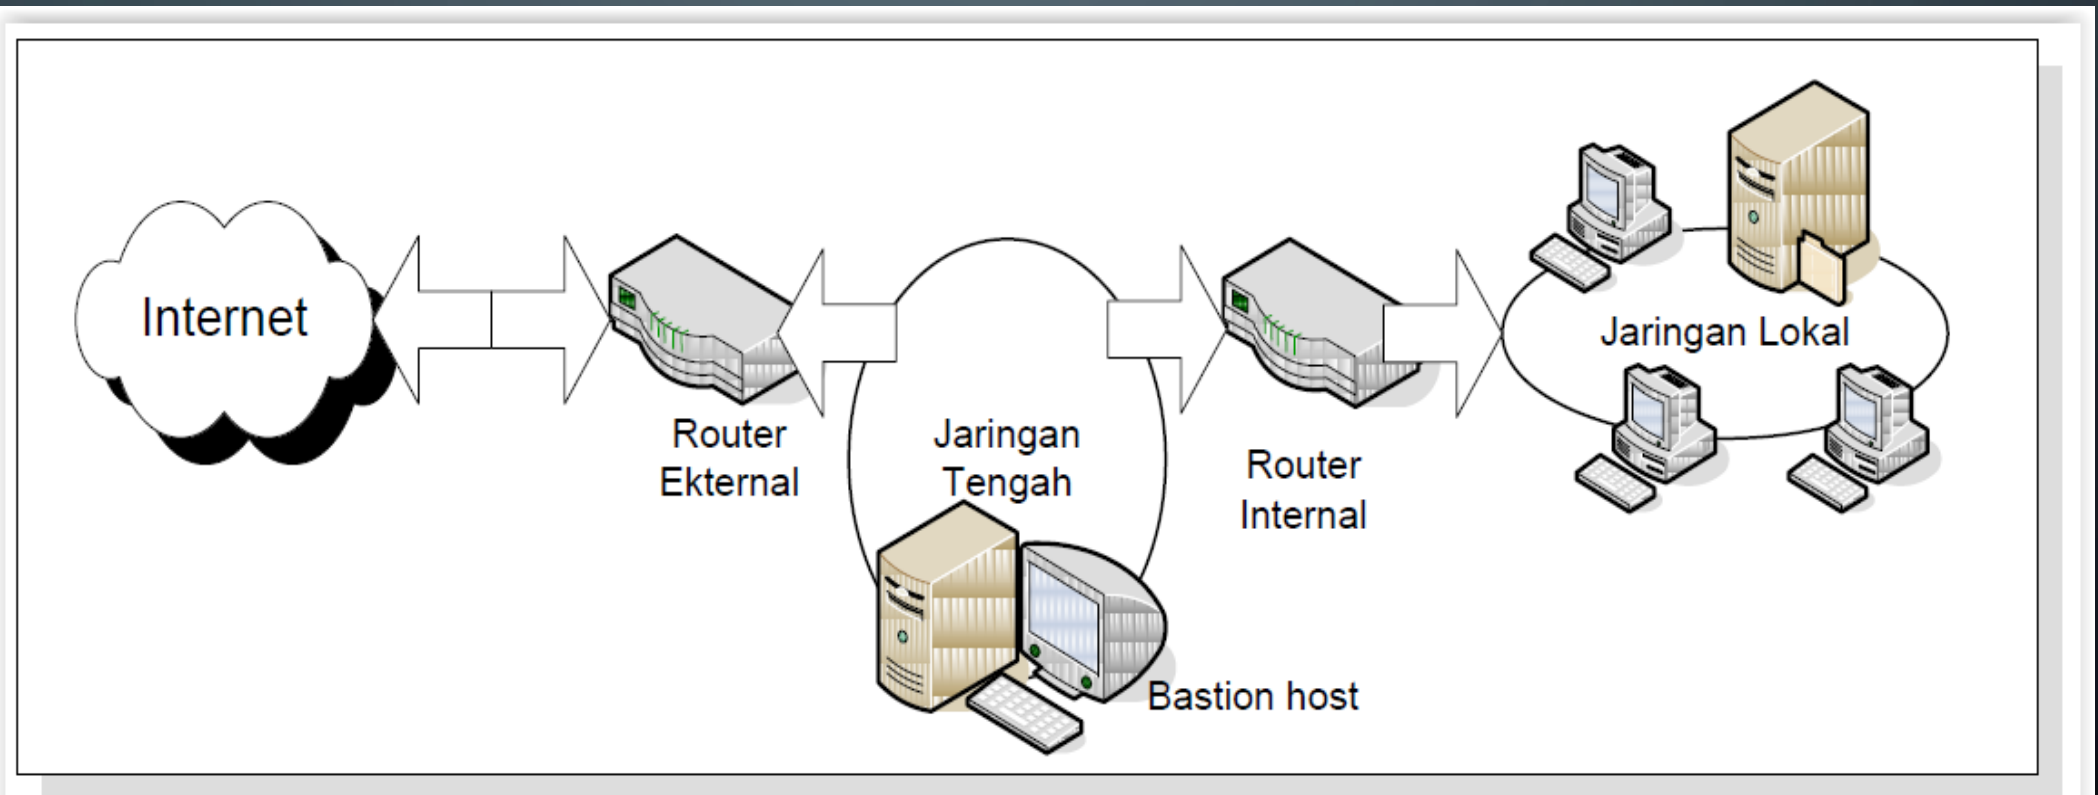 Internet
Router
Ekternal
Jaringan
Tengah
Bastion host
Router
Internal
Jaringan Lokal